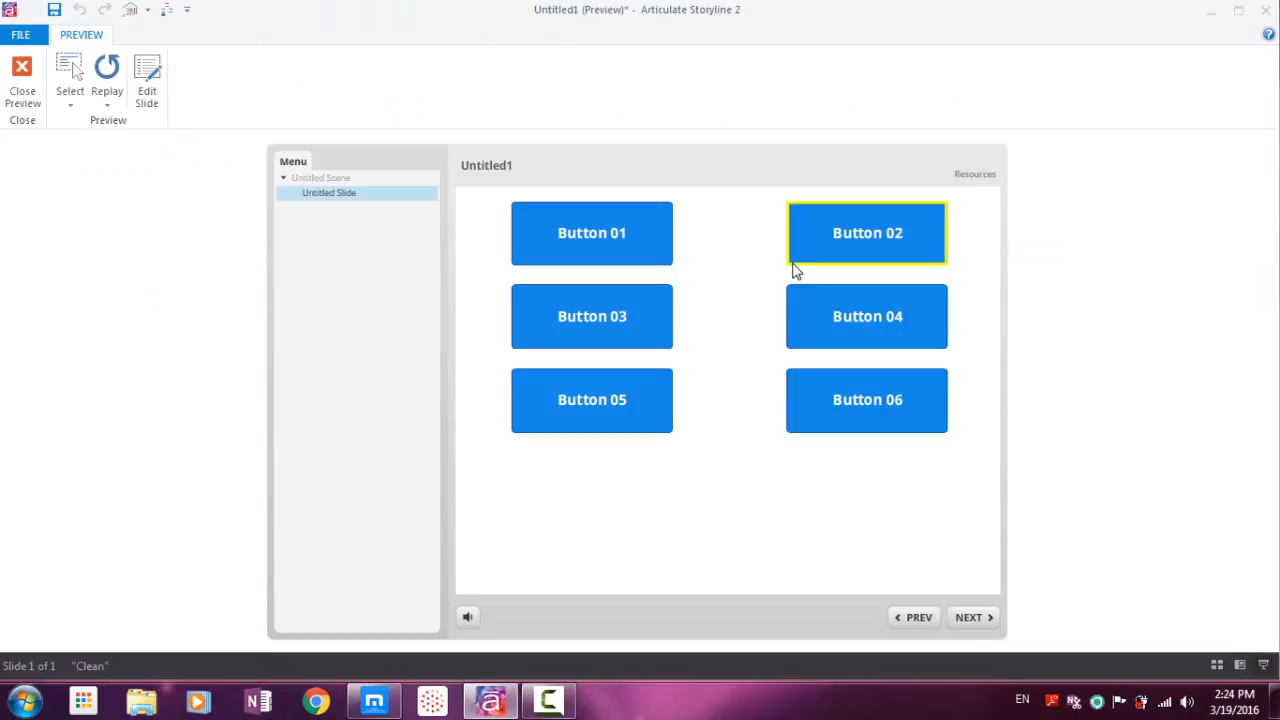 Untitled1 (Preview)* - Articulate Storyline 2
FILE
PREVIEW
Close
Preview
Select
Replay
Edit
Slide
Close
Preview
Menu
Untitled Scene
Untitled Slide
Untitled1
Resources
Button 01
Button 02
Button 03
Button 04
Button 05
Button 06
PREV
NEXT
Slide 1 of 1
"Clean"
EN
2:24 PM
3/19/2016